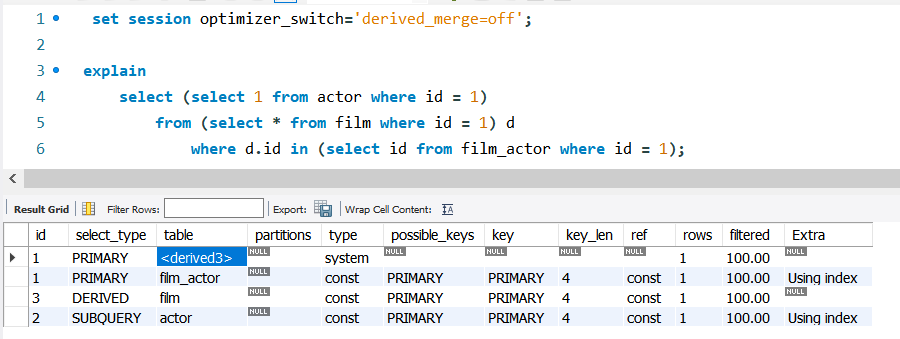 1 set session optimizer_switch='derived_merge=off';
2
3 explain
4 select (select 1 from actor where id = 1)
5 from (select * from film where id = 1) d
6 where d.id in (select id from film_actor where id = 1);
Result Grid Filter Rows: Export: Wrap Cell Content:
id select_type table partitions type possible_keys key key_len ref rows filtered Extra
1 PRIMARY <derived3> NULL system NULL NULL NULL NULL 1 100.00 NULL
1 PRIMARY film_actor NULL const PRIMARY PRIMARY 4 const 1 100.00 Using index
3 DERIVED film NULL const PRIMARY PRIMARY 4 const 1 100.00 NULL
2 SUBQUERY actor NULL const PRIMARY PRIMARY 4 const 1 100.00 Using index